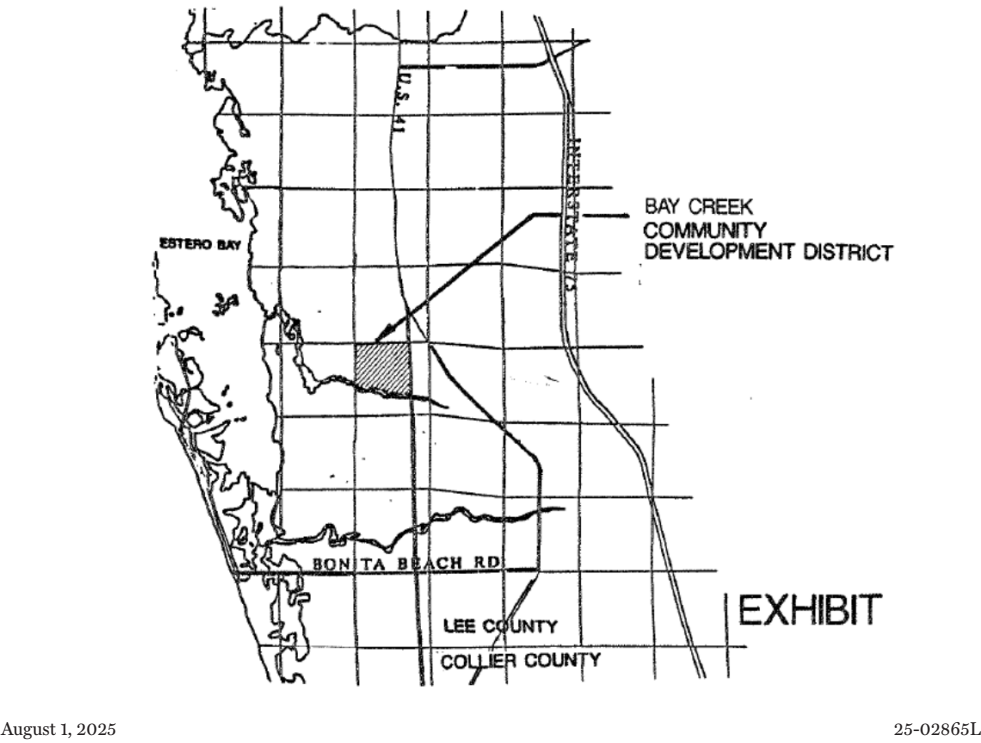 U.S. 41
INTERSTATE 75
BAY CREEK
COMMUNITY
DEVELOPMENT DISTRICT
ESTERO BAY
BONITA BEACH RD
EXHIBIT
LEE COUNTY
COLLIER COUNTY
August 1, 2025
25-02865L